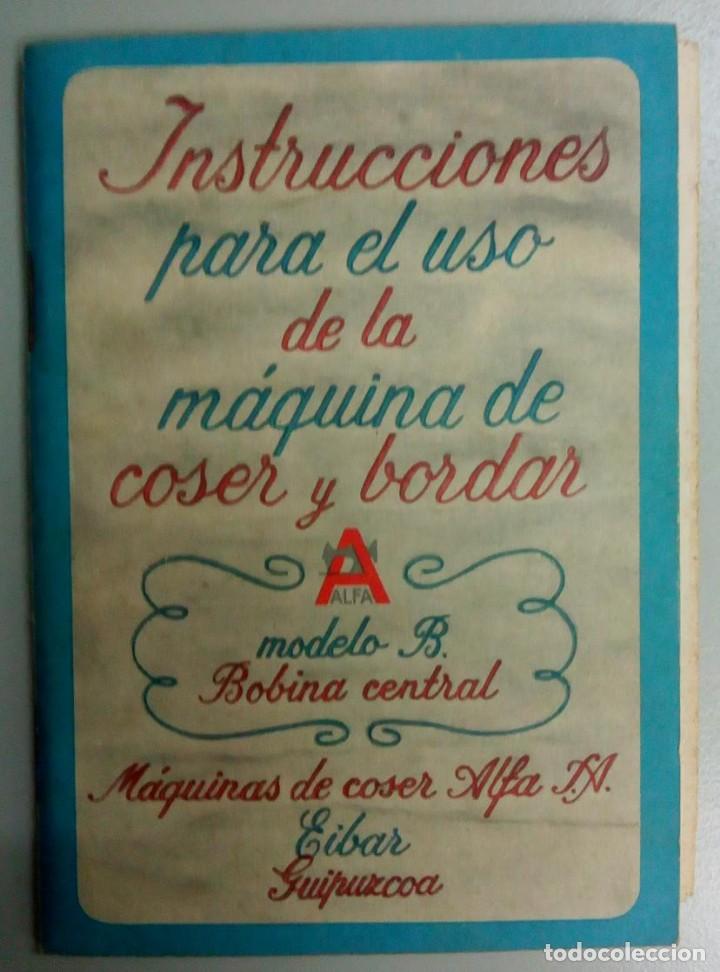 Instrucciones
para el uso
de la
máquina de
coser y bordar
A
ALFA
modelo B.
Bobina central
Máquinas de coser Alfa S.A.
Eibar
Guipuzcoa
todocoleccion